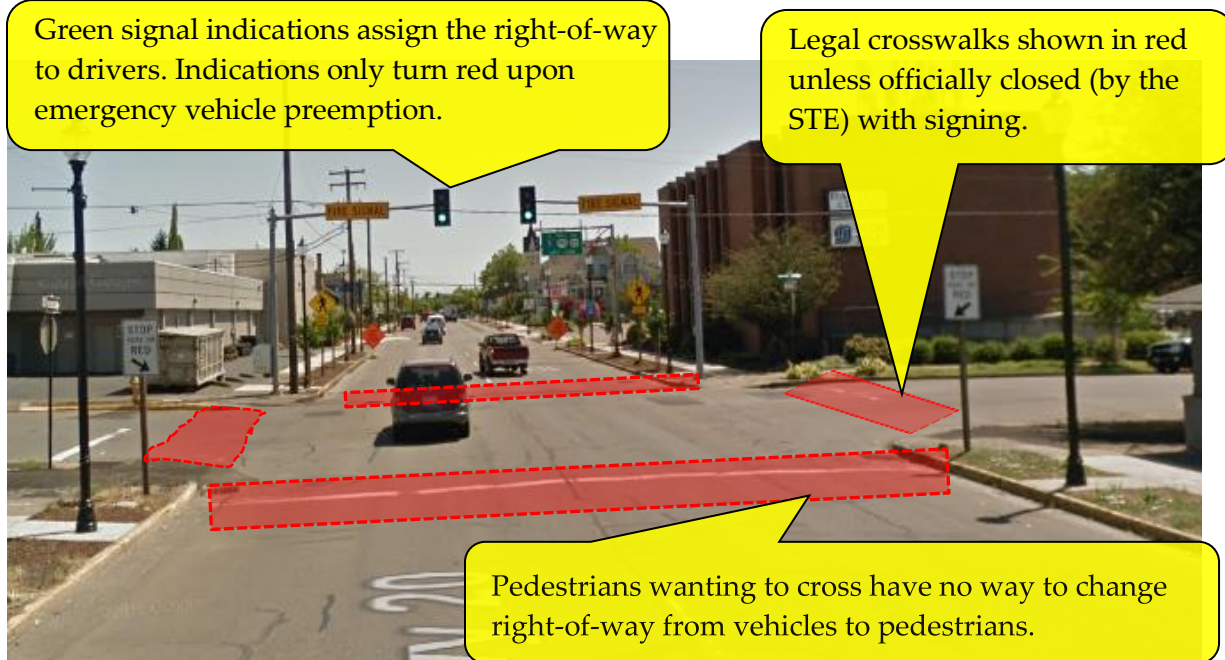 Green signal indications assign the right-of-way
to drivers. Indications only turn red upon
emergency vehicle preemption.
Legal crosswalks shown in red
unless officially closed (by the
STE) with signing.
FIRE SIGNAL
FIRE SIGNAL
STOP
HERE ON
RED
STOP
HERE ON
RED
Pedestrians wanting to cross have no way to change
right-of-way from vehicles to pedestrians.